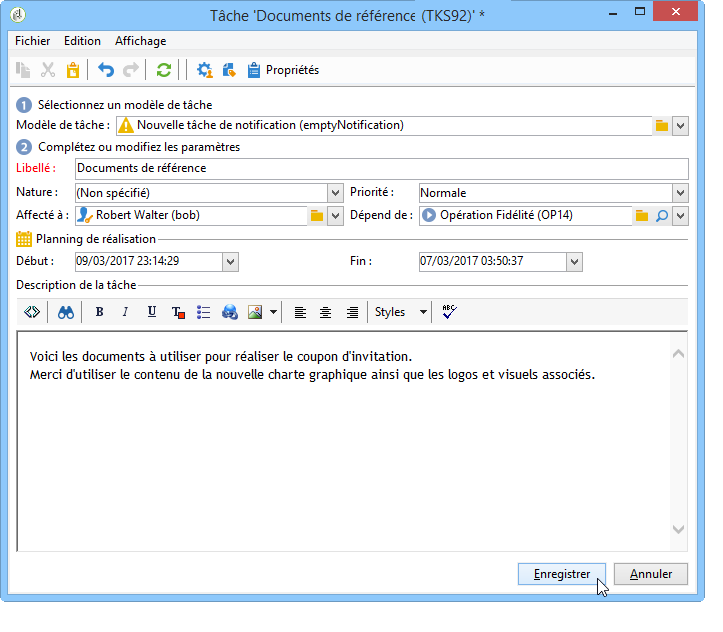 Tâche 'Documents de référence (TKS92)' *
Fichier Edition Affichage
Propriétés
1 Sélectionnez un modèle de tâche
Modèle de tâche : Nouvelle tâche de notification (emptyNotification)
2 Complétez ou modifiez les paramètres
Libellé : Documents de référence
Nature : (Non spécifié) Priorité : Normale
Affecté à : Robert Walter (bob) Dépend de : Opération Fidélité (OP14)
Planning de réalisation
Début : 09/03/2017 23:14:29 Fin : 07/03/2017 03:50:37
Description de la tâche
B I U T Styles ABC
Voici les documents à utiliser pour réaliser le coupon d'invitation.
Merci d'utiliser le contenu de la nouvelle charte graphique ainsi que les logos et visuels associés.
Enregistrer Annuler